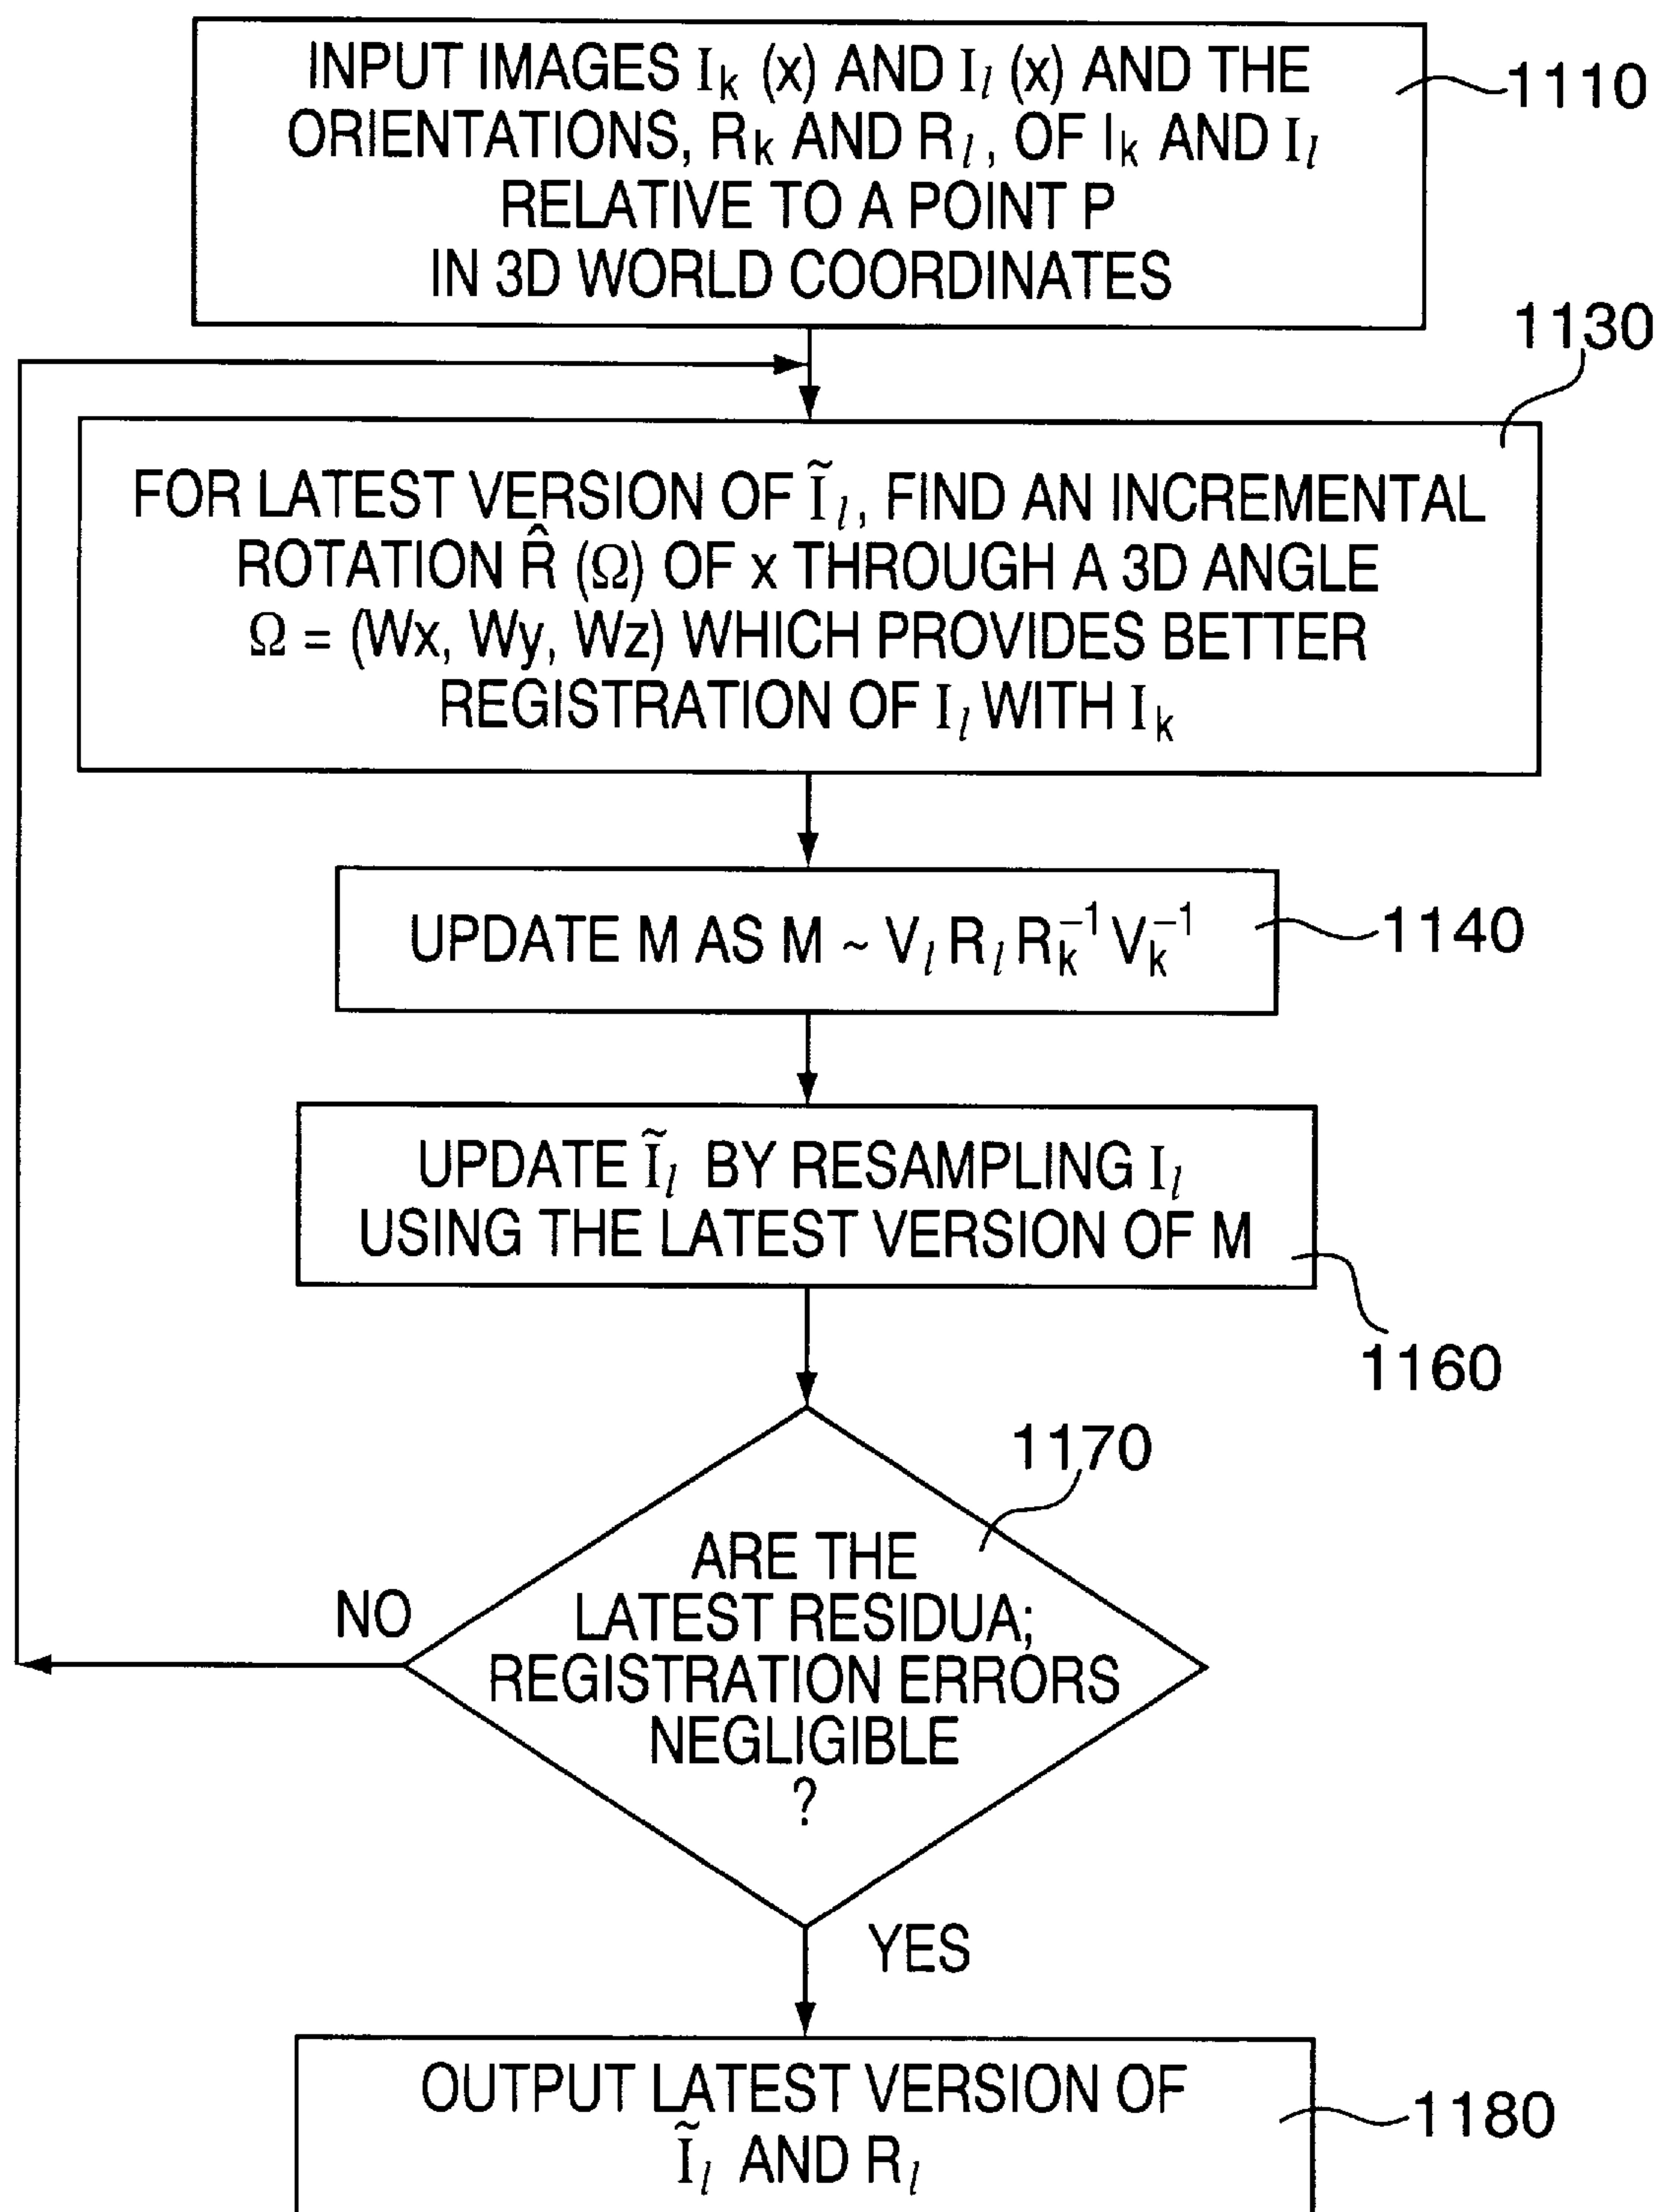 INPUT IMAGES Iₖ (x) AND Iₗ (x) AND THE
ORIENTATIONS, Rₖ AND Rₗ, OF Iₖ AND Iₗ
RELATIVE TO A POINT P
IN 3D WORLD COORDINATES
1110
1130
FOR LATEST VERSION OF Ĩₗ, FIND AN INCREMENTAL
ROTATION R̂ (Ω) OF x THROUGH A 3D ANGLE
Ω = (Wx, Wy, Wz) WHICH PROVIDES BETTER
REGISTRATION OF Iₗ WITH Iₖ
UPDATE M AS M ~ Vₗ Rₗ Rₖ⁻¹ Vₖ⁻¹
1140
UPDATE Ĩₗ BY RESAMPLING Iₗ
USING THE LATEST VERSION OF M
1160
1170
ARE THE
LATEST RESIDUA;
REGISTRATION ERRORS
NEGLIGIBLE
?
NO
YES
OUTPUT LATEST VERSION OF
Ĩₗ AND Rₗ
1180